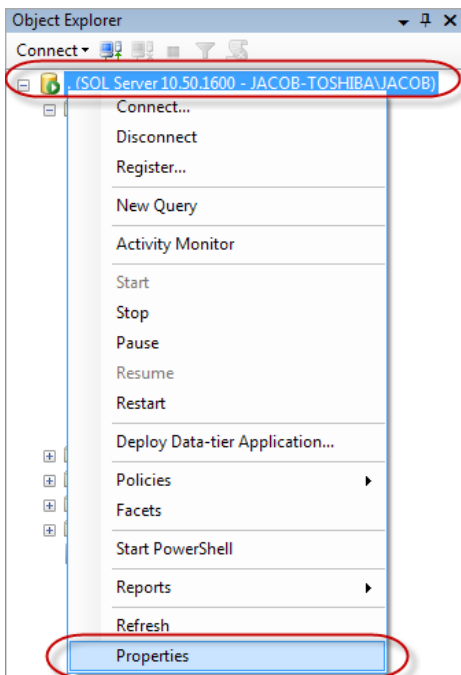 Object Explorer
Connect
. (SQL Server 10.50.1600 - JACOB-TOSHIBA\JACOB)
Connect...
Disconnect
Register...
New Query
Activity Monitor
Start
Stop
Pause
Resume
Restart
Deploy Data-tier Application...
Policies
Facets
Start PowerShell
Reports
Refresh
Properties